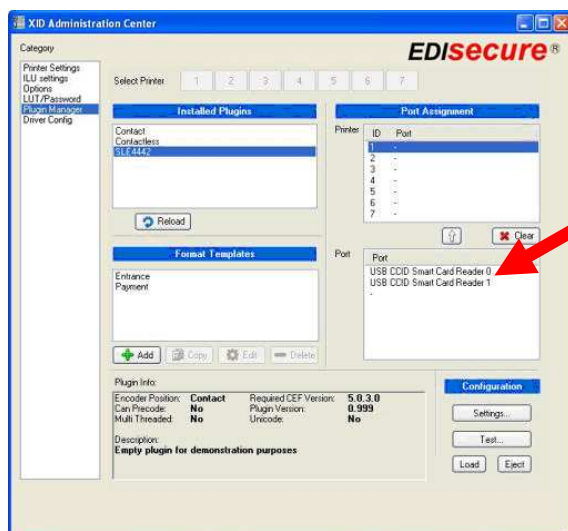 XID Administration Center
Category
EDIsecure®
Printer Settings
ILU settings
Options
LUT/Password
Plugin Manager
Driver Config
Select Printer 1 2 3 4 5 6 7
Installed Plugins
Contact
Contactless
SLE4442
Reload
Port Assignment
Printer ID Port
1 -
2 -
3 -
4 -
5 -
6 -
7 -
Clear
Format Templates
Entrance
Payment
Add Copy Edit Delete
Port Port
USB CCID Smart Card Reader 0
USB CCID Smart Card Reader 1
-
Plugin Info:
Encoder Position: Contact Required CEF Version: 5.0.3.0
Can Precode: No Plugin Version: 0.999
Multi Threaded: No Unicode: No
Description:
Empty plugin for demonstration purposes
Configuration
Settings...
Test...
Load Eject